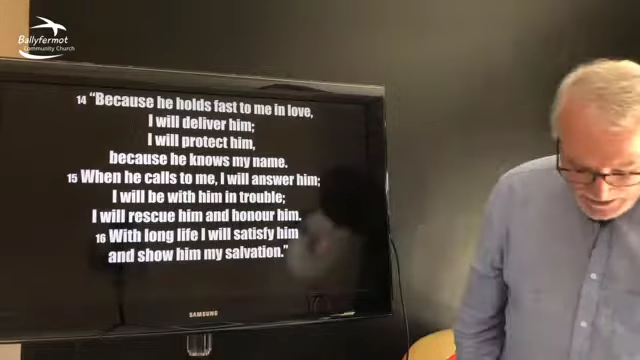 Ballyfermot
Community Church
14 “Because he holds fast to me in love,
I will deliver him;
I will protect him,
because he knows my name.
15 When he calls to me, I will answer him;
I will be with him in trouble;
I will rescue him and honour him.
16 With long life I will satisfy him
and show him my salvation.”
SAMSUNG